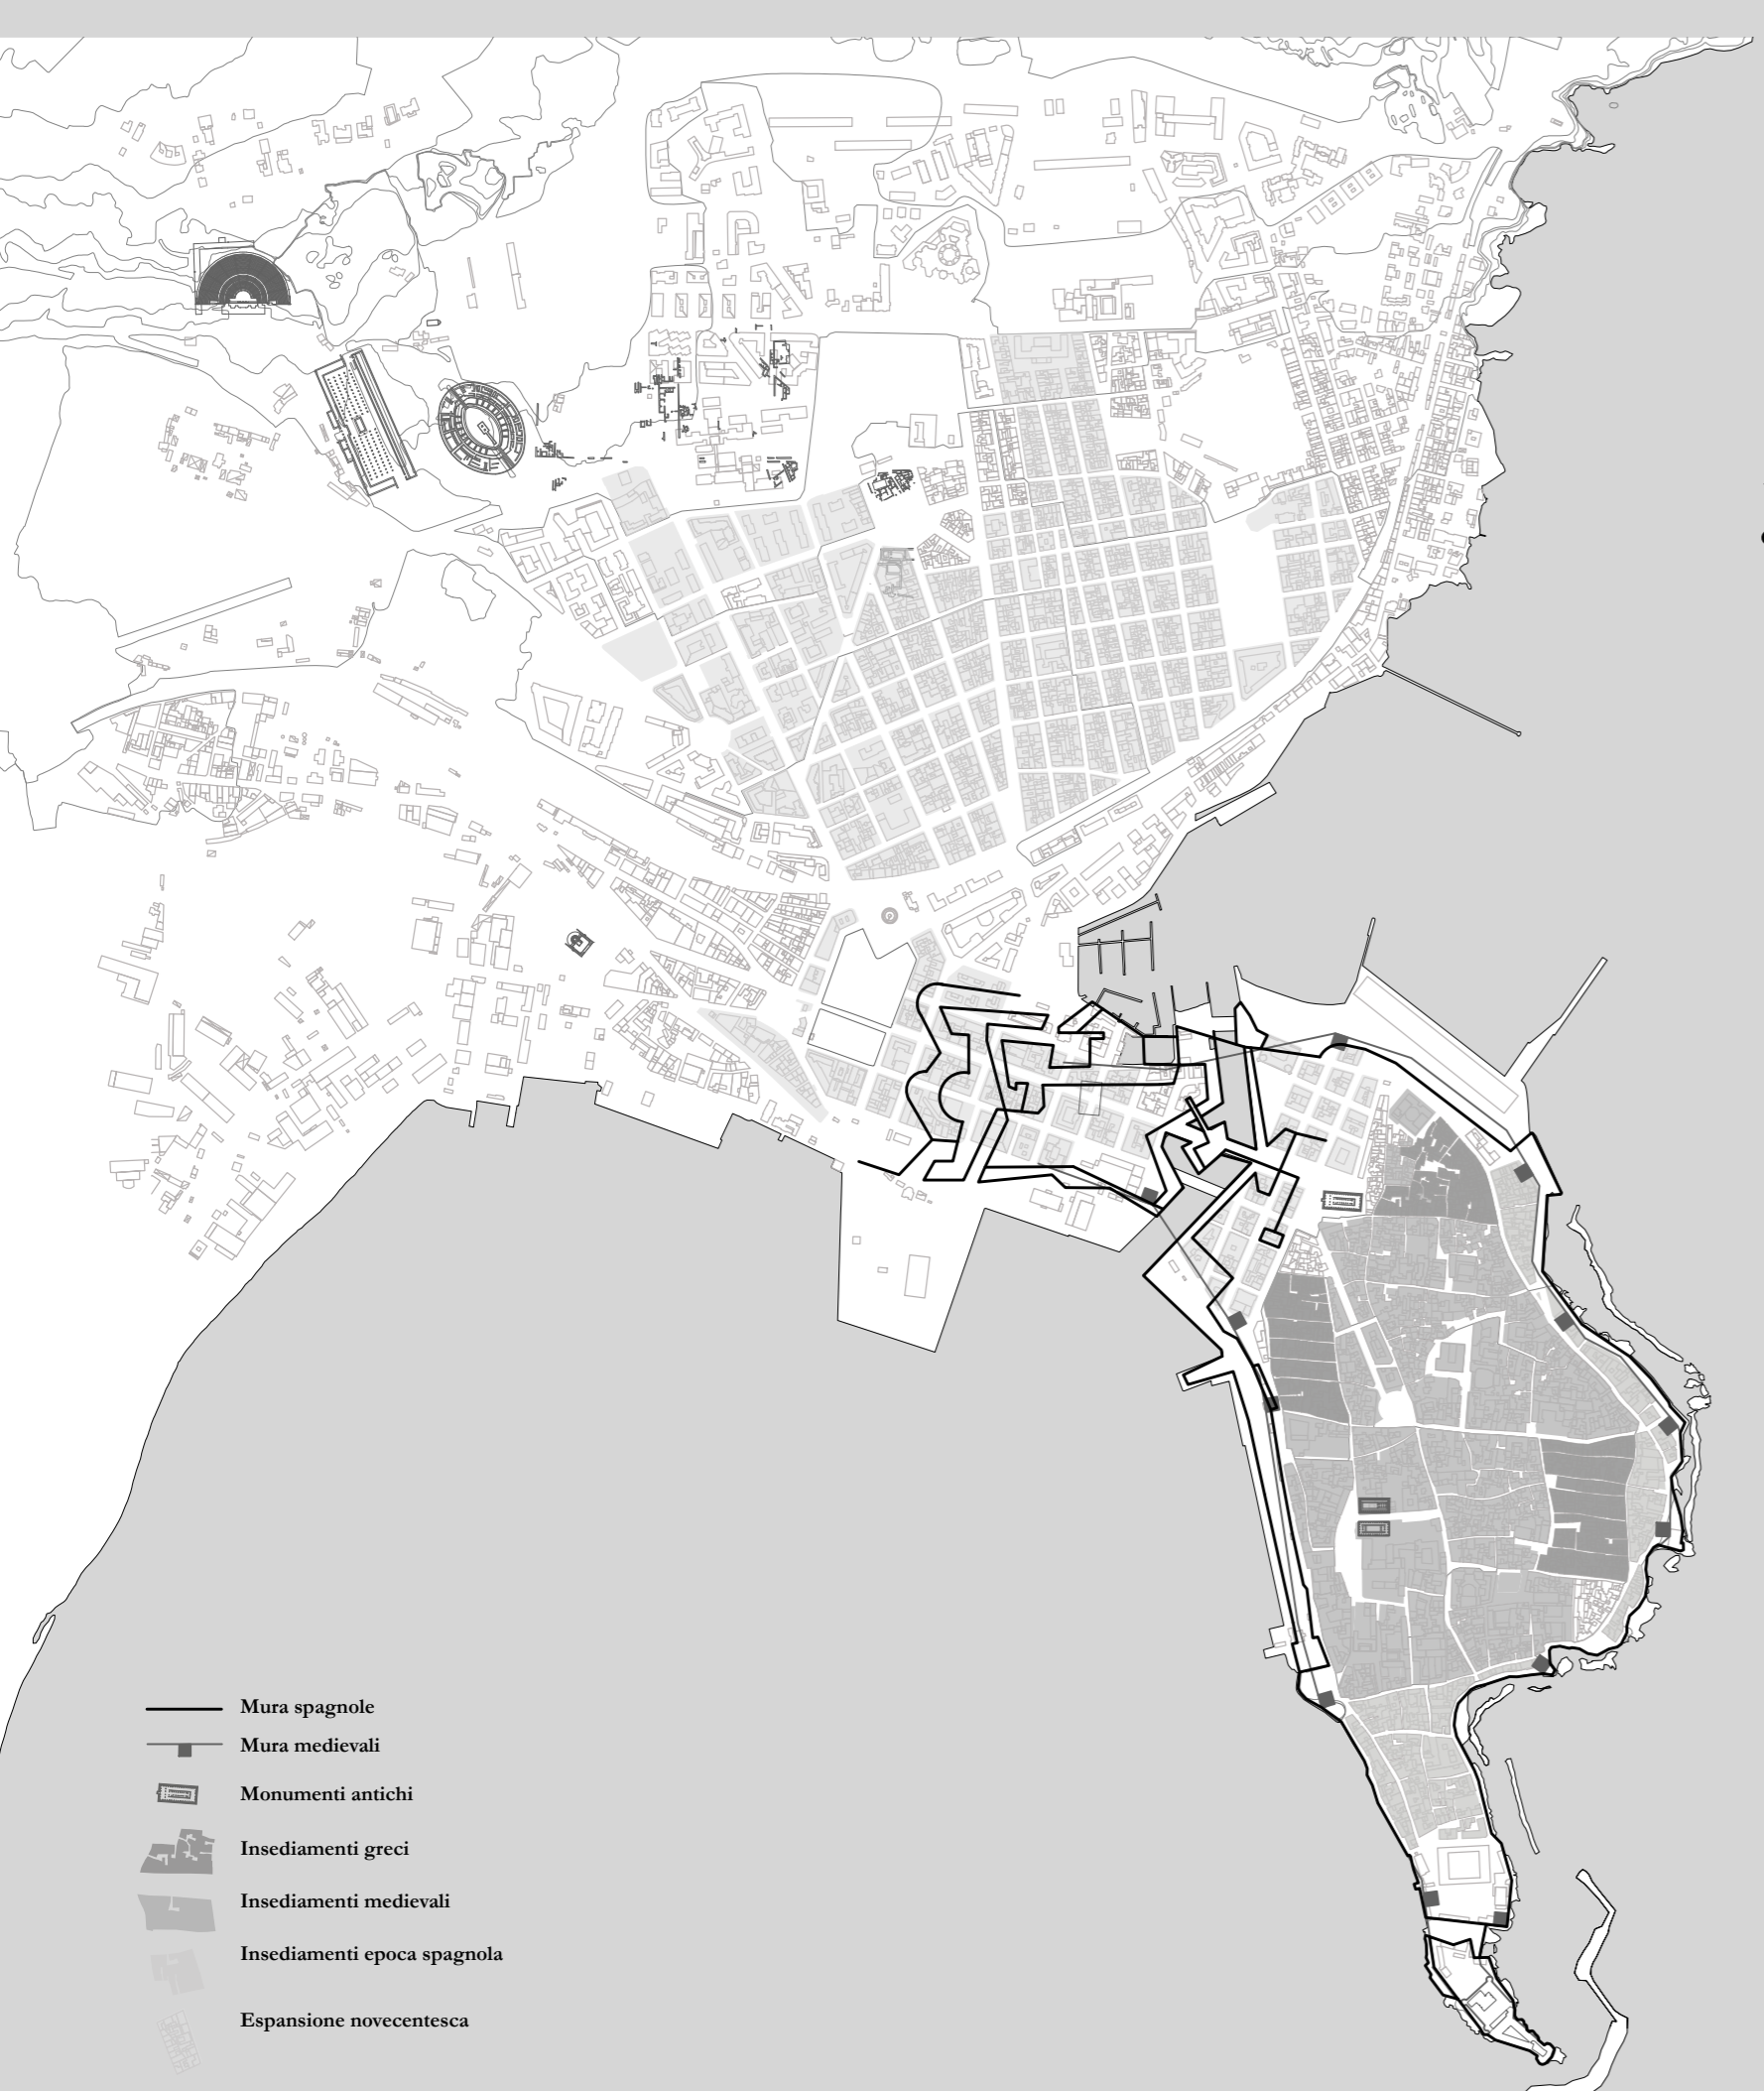 Mura spagnole
Mura medievali
Monumenti antichi
Insediamenti greci
Insediamenti medievali
Insediamenti epoca spagnola
Espansione novecentesca